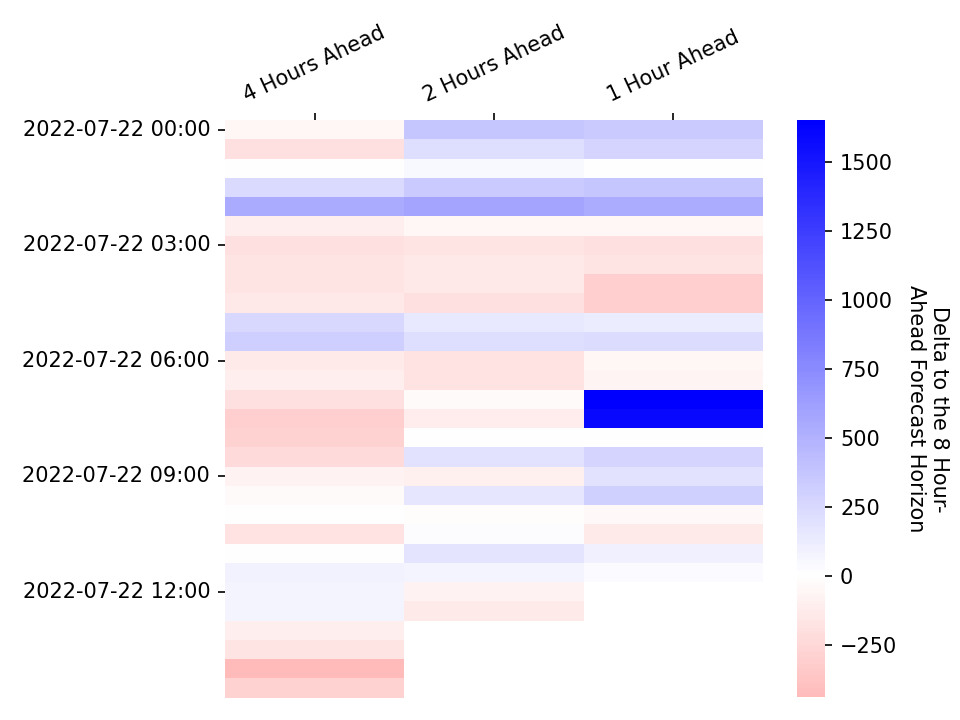 4 Hours Ahead
2 Hours Ahead
1 Hour Ahead
2022-07-22 00:00
2022-07-22 03:00
2022-07-22 06:00
2022-07-22 09:00
2022-07-22 12:00
1500
1250
1000
750
500
250
0
−250
Delta to the 8 Hour-
Ahead Forecast Horizon